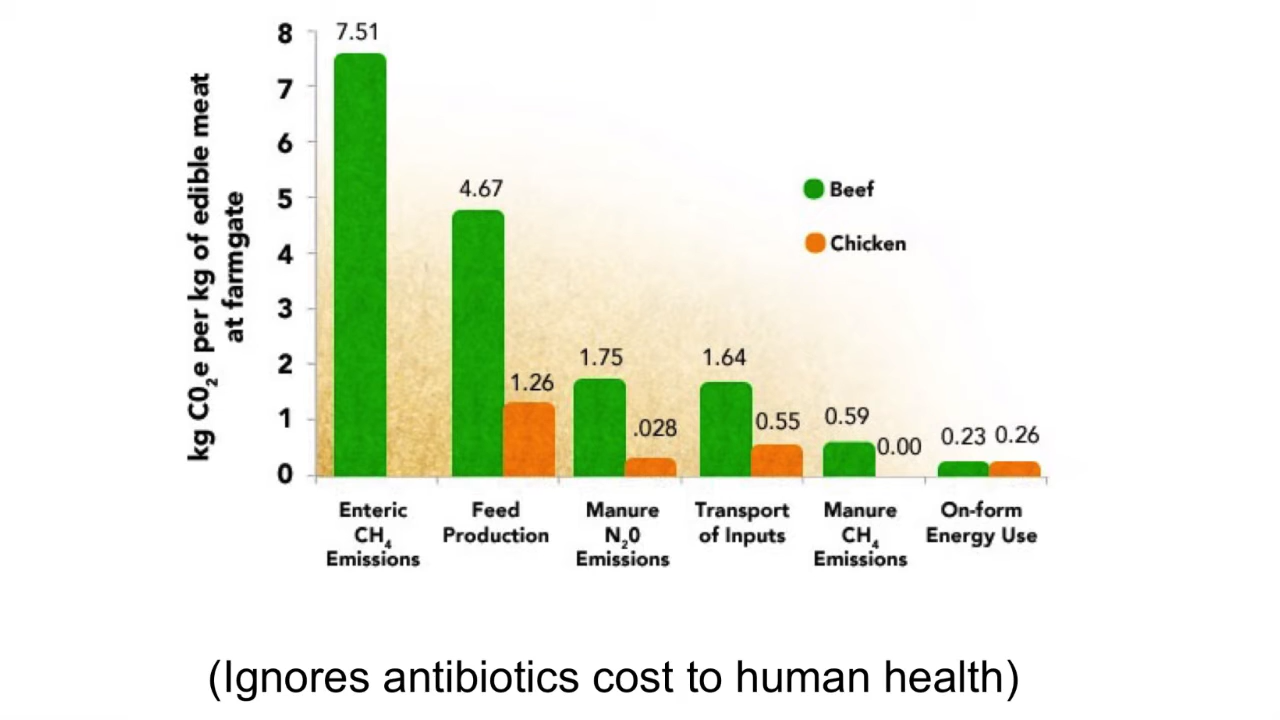 8
7
6
5
4
3
2
1
0
kg C02e per kg of edible meat
at farmgate
7.51
4.67
1.26
1.75
.028
1.64
0.55
0.59
0.00
0.23
0.26
Beef
Chicken
Enteric
CH4
Emissions
Feed
Production
Manure
N20
Emissions
Transport
of Inputs
Manure
CH4
Emissions
On-form
Energy Use
(Ignores antibiotics cost to human health)